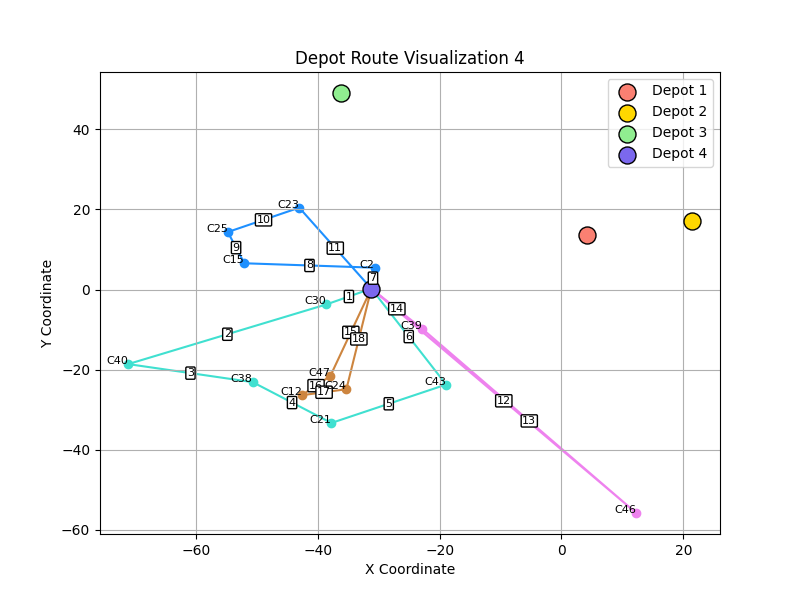 Depot Route Visualization 4
Depot 1
Depot 2
Depot 3
Depot 4
40
20
0
−20
−40
−60
Y Coordinate
C23
10
C25
9
11
C15
8
C2
7
C30
1
14
C39
15
6
18
2
C40
3
C38
C47
16
C24
17
C12
4
C43
5
C21
12
13
C46
−60
−40
−20
0
20
X Coordinate